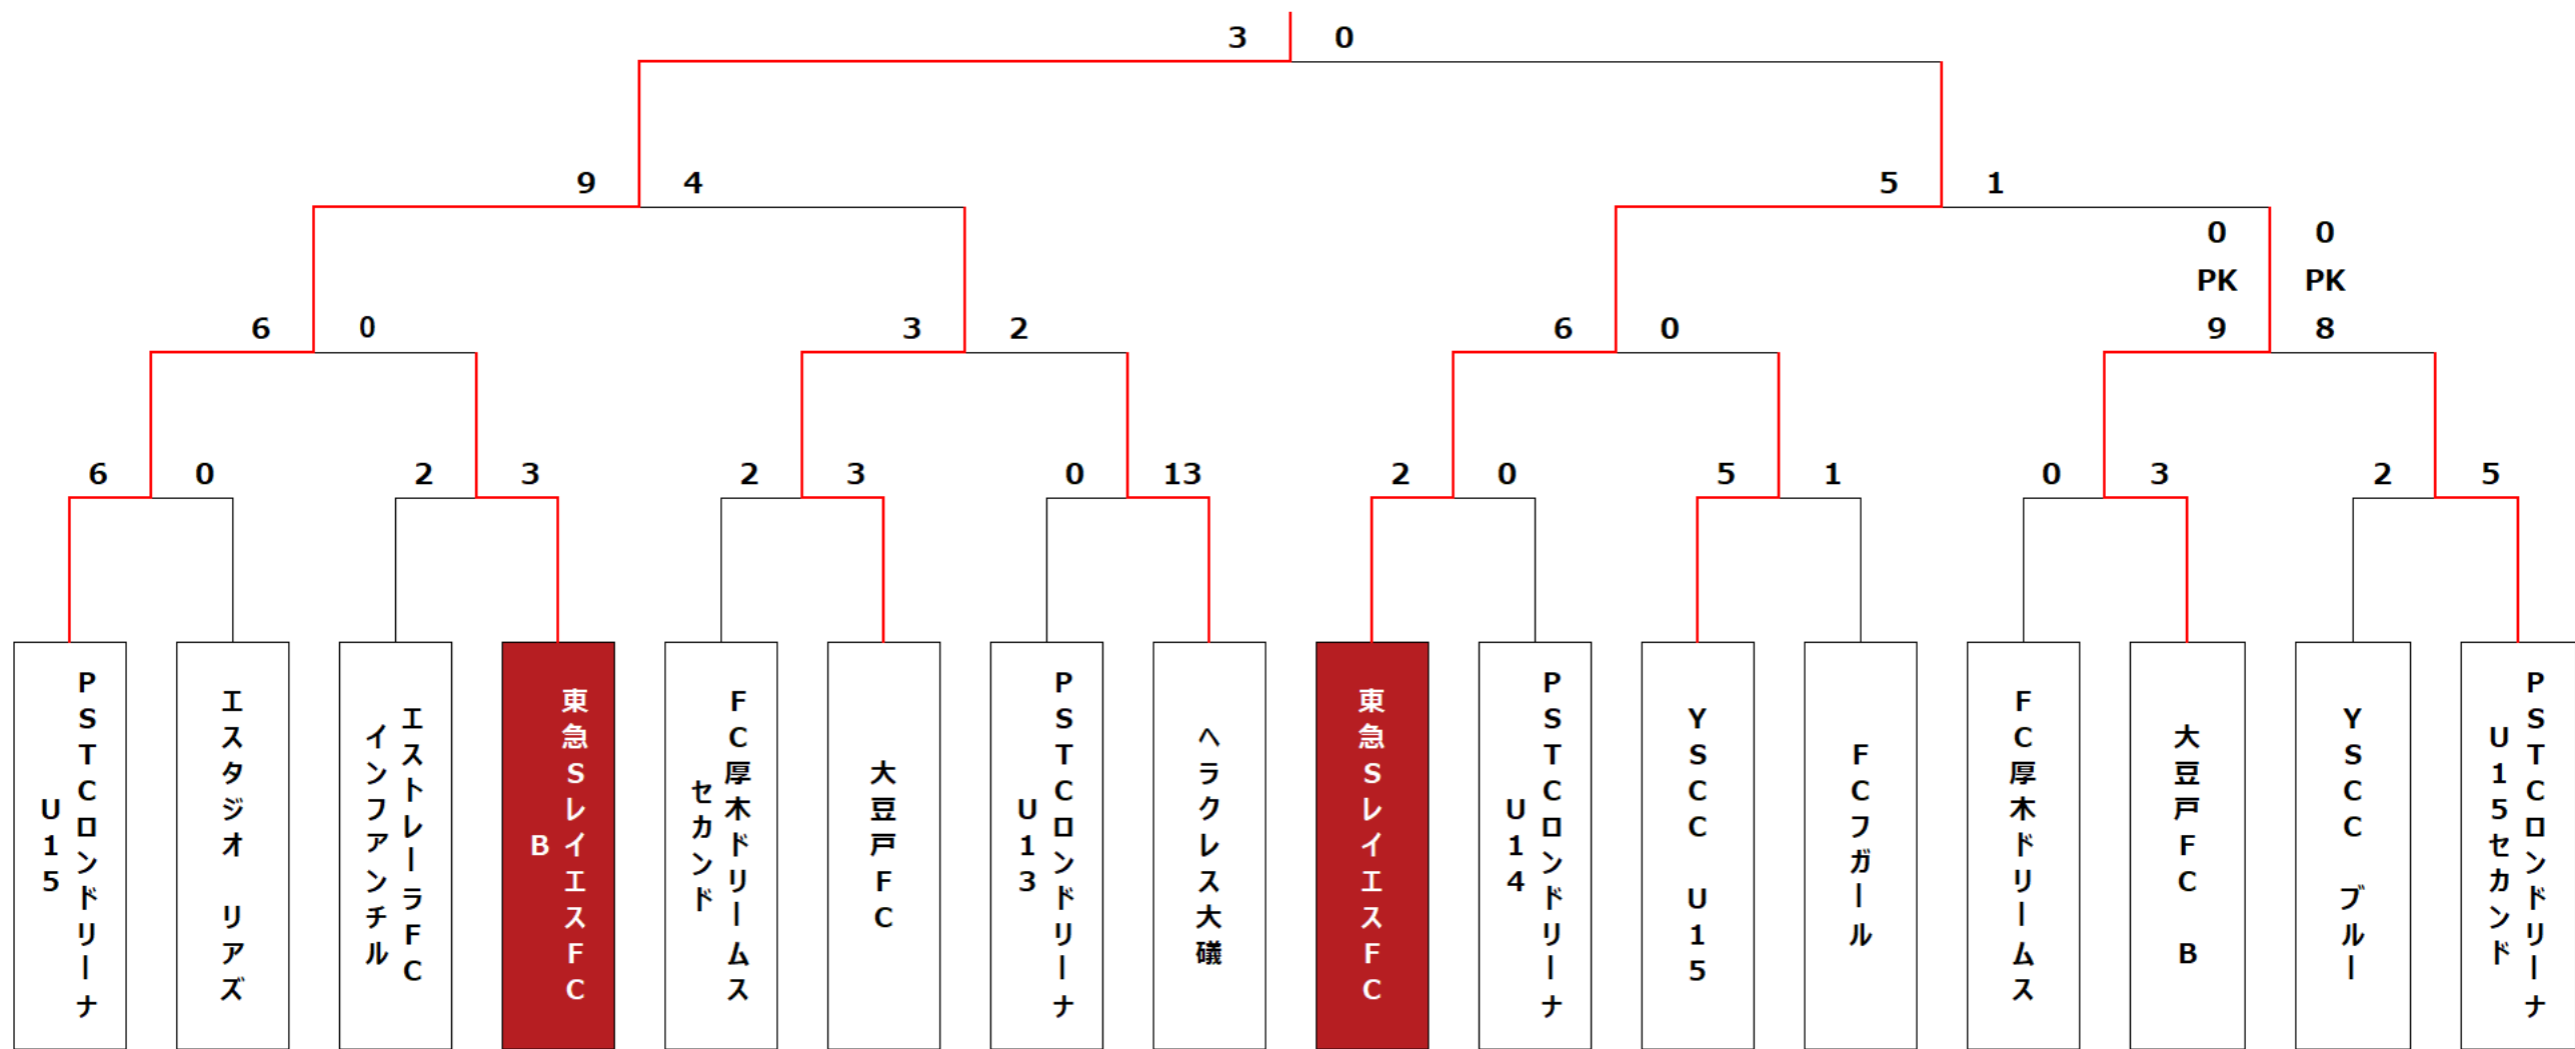 3 0
9 4
5 1
0 0
PK PK
9 8
6 0
3 2
6 0
6 0
2 3
2 3
0 13
2 0
5 1
0 3
2 5
PSTCロンドリーナ
U15
エスタジオ リアズ
エストレーラFC
インファンチル
東急SレイエスFC
B
FC厚木ドリームス
セカンド
大豆戸FC
PSTCロンドリーナ
U13
ヘラクレス大磯
東急SレイエスFC
PSTCロンドリーナ
U14
YSCC U15
FCフガール
FC厚木ドリームス
大豆戸FC B
YSCC ブルー
PSTCロンドリーナ
U15セカンド